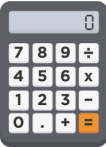 0
7 8 9 ÷
4 5 6 x
1 2 3 -
0 . + =